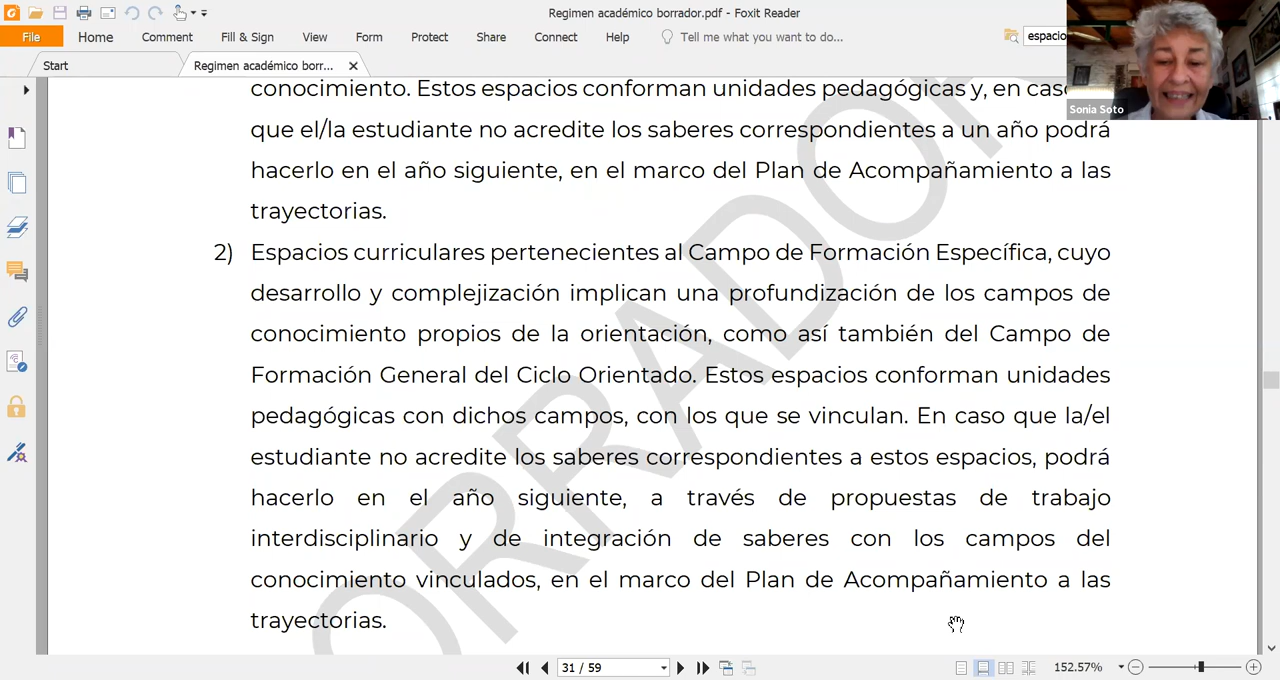 Regimen académico borrador.pdf - Foxit Reader
File Home Comment Fill & Sign View Form Protect Share Connect Help Tell me what you want to do... espacio
Start Regimen académico borr...
Sonia Soto
conocimiento. Estos espacios conforman unidades pedagógicas y, en caso
que el/la estudiante no acredite los saberes correspondientes a un año podrá
hacerlo en el año siguiente, en el marco del Plan de Acompañamiento a las
trayectorias.
2) Espacios curriculares pertenecientes al Campo de Formación Específica, cuyo
desarrollo y complejización implican una profundización de los campos de
conocimiento propios de la orientación, como así también del Campo de
Formación General del Ciclo Orientado. Estos espacios conforman unidades
pedagógicas con dichos campos, con los que se vinculan. En caso que la/el
estudiante no acredite los saberes correspondientes a estos espacios, podrá
hacerlo en el año siguiente, a través de propuestas de trabajo
interdisciplinario y de integración de saberes con los campos del
conocimiento vinculados, en el marco del Plan de Acompañamiento a las
trayectorias.
ORRADOR
31 / 59
152.57%